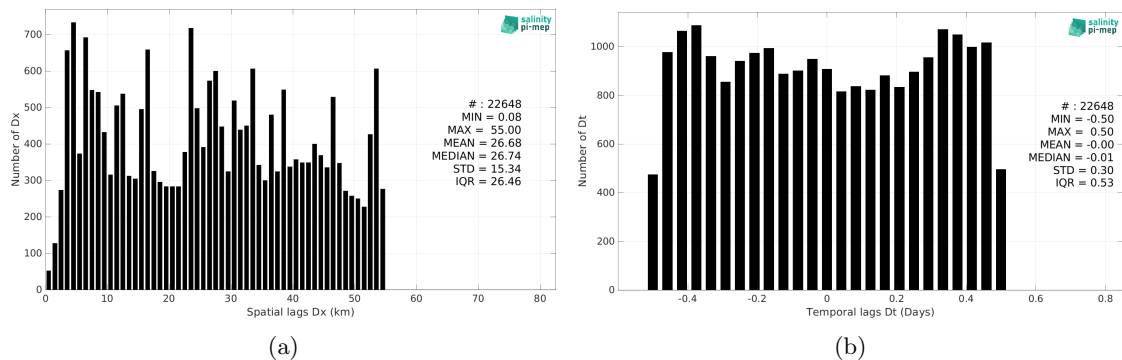 700
600
500
400
300
200
100
0
Number of Dx
salinity
pi-mep
# : 22648
MIN = 0.08
MAX = 55.00
MEAN = 26.68
MEDIAN = 26.74
STD = 15.34
IQR = 26.46
0 10 20 30 40 50 60 70 80
Spatial lags Dx (km)
(a)
1000
800
600
400
200
0
Number of Dt
salinity
pi-mep
# : 22648
MIN = -0.50
MAX = 0.50
MEAN = -0.00
MEDIAN = -0.01
STD = 0.30
IQR = 0.53
-0.4 -0.2 0 0.2 0.4 0.6 0.8
Temporal lags Dt (Days)
(b)